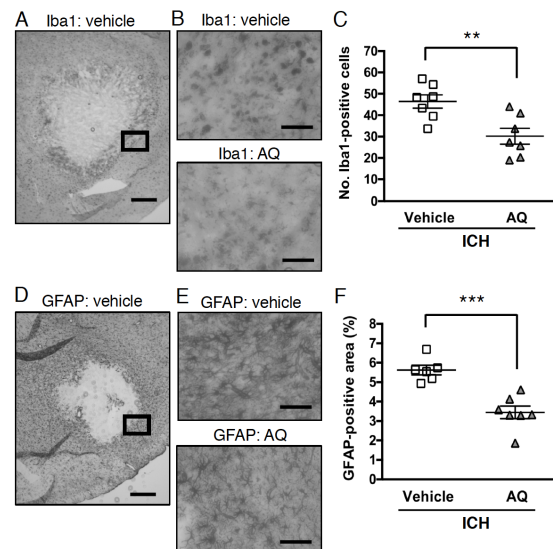 A Iba1: vehicle
B Iba1: vehicle
Iba1: AQ
C
**
No. Iba1-positive cells
70
60
50
40
30
20
10
0
Vehicle AQ
ICH
D GFAP: vehicle
E GFAP: vehicle
GFAP: AQ
F
***
GFAP-positive area (%)
8
7
6
5
4
3
2
1
0
Vehicle AQ
ICH